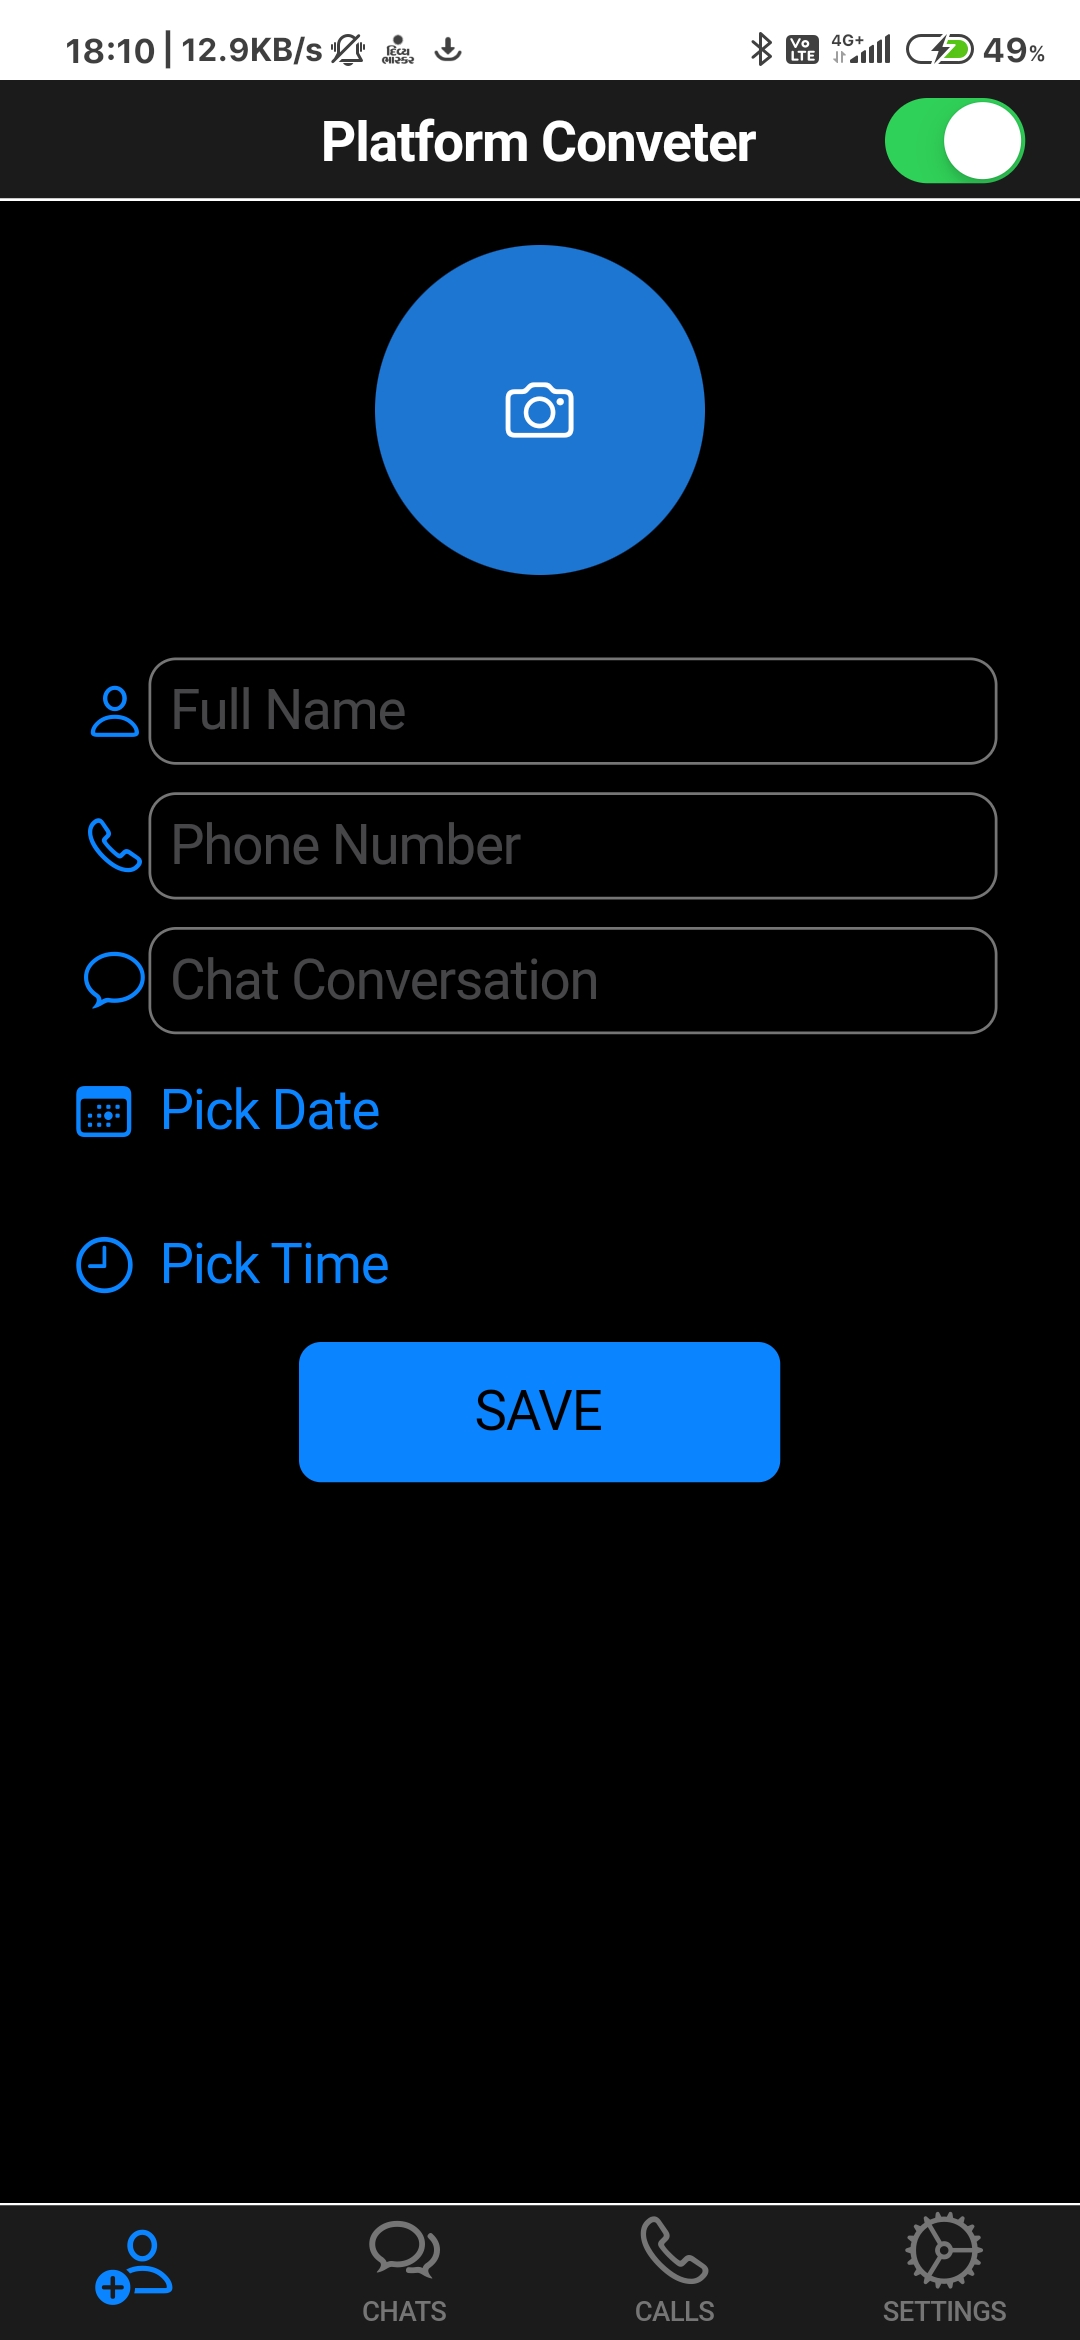 18:10 | 12.9KB/s દિવ્ય ભાસ્કર Vo LTE 4G+ 49%
Platform Conveter
Full Name
Phone Number
Chat Conversation
Pick Date
Pick Time
SAVE
CHATS CALLS SETTINGS